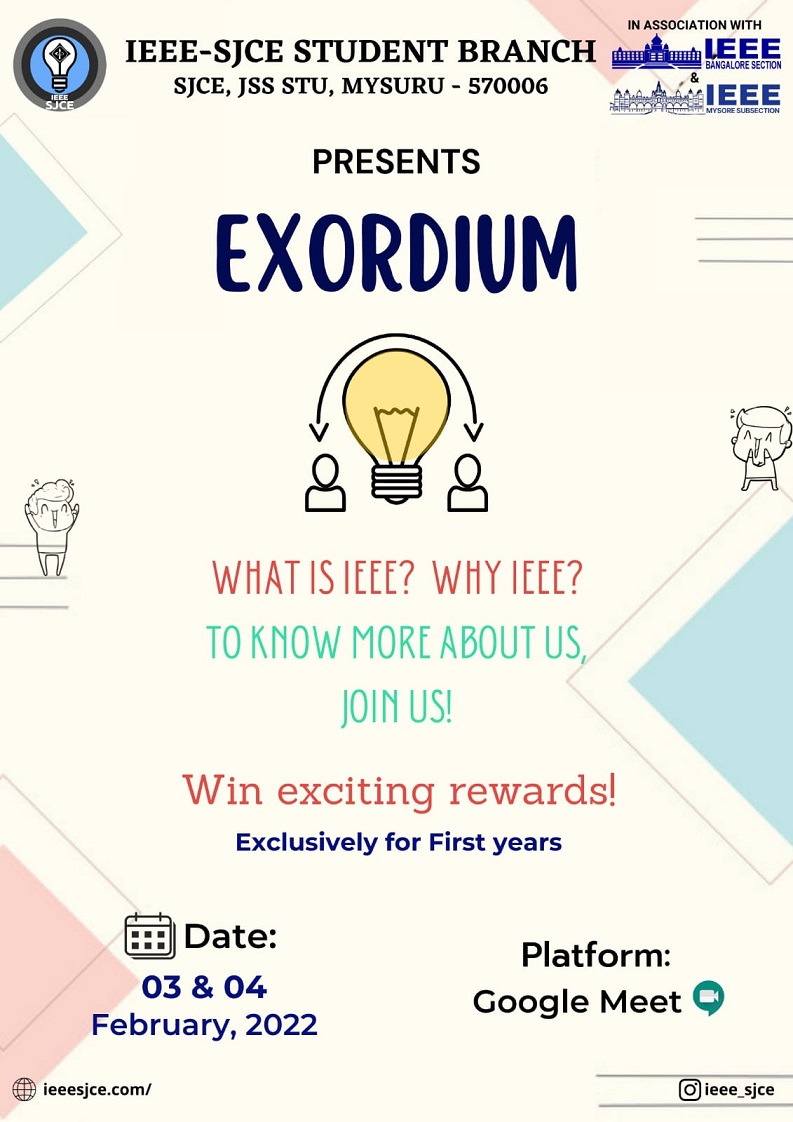 IEEE
SJCE
IEEE-SJCE STUDENT BRANCH
SJCE, JSS STU, MYSURU - 570006
IN ASSOCIATION WITH
IEEE
BANGALORE SECTION
&
IEEE
MYSORE SUBSECTION
PRESENTS
EXORDIUM
WHAT IS IEEE? WHY IEEE?
TO KNOW MORE ABOUT US,
JOIN US!
Win exciting rewards!
Exclusively for First years
Date:
03 & 04
February, 2022
Platform:
Google Meet
ieeesjce.com/
ieee_sjce